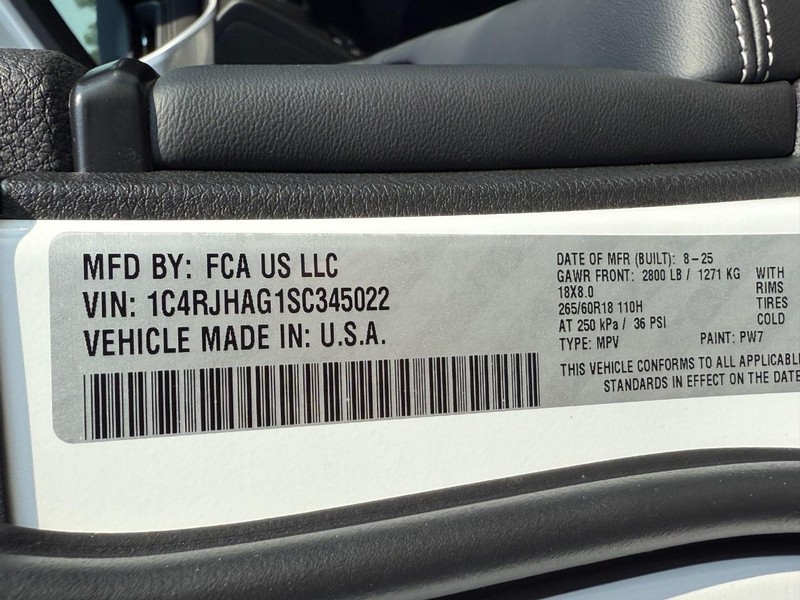 MFD BY: FCA US LLC
VIN: 1C4RJHAG1SC345022
VEHICLE MADE IN: U.S.A.
DATE OF MFR (BUILT): 8-25
GAWR FRONT: 2800 LB / 1271 KG WITH
18X8.0 RIMS
265/60R18 110H TIRES
AT 250 kPa / 36 PSI COLD
TYPE: MPV PAINT: PW7
THIS VEHICLE CONFORMS TO ALL APPLICABLE
STANDARDS IN EFFECT ON THE DATE